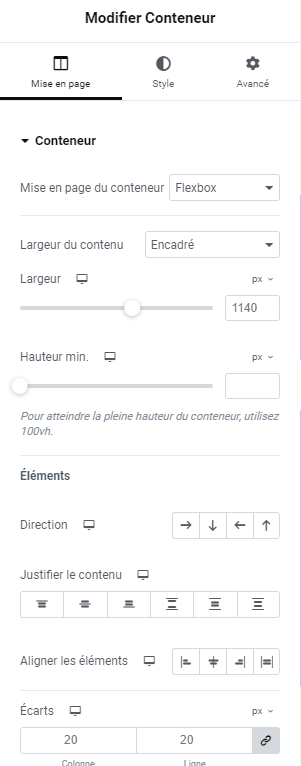 Modifier Conteneur
Mise en page
Style
Avancé
Conteneur
Mise en page du conteneur
Flexbox
Largeur du contenu
Encadré
Largeur
px
1140
Hauteur min.
px
Pour atteindre la pleine hauteur du conteneur, utilisez
100vh.
Éléments
Direction
Justifier le contenu
Aligner les éléments
Écarts
px
20
20
Colonne
Ligne